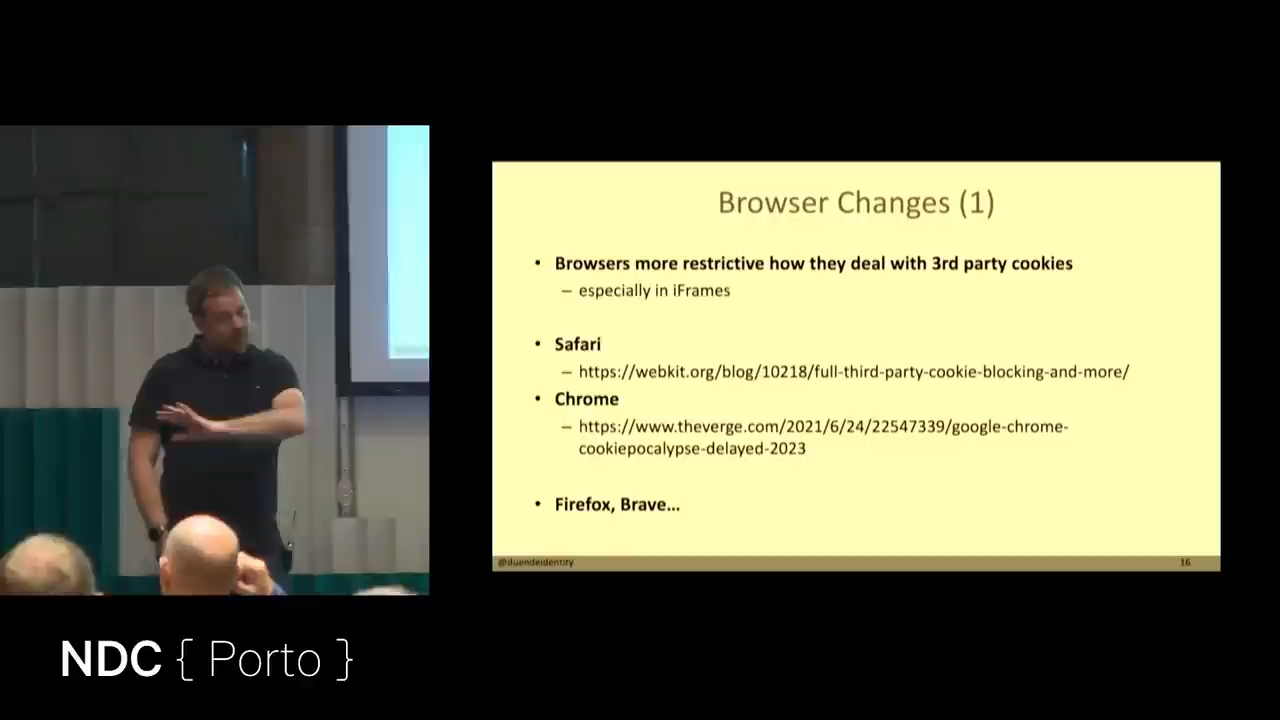 Browser Changes (1)
• Browsers more restrictive how they deal with 3rd party cookies
– especially in iFrames
• Safari
– https://webkit.org/blog/10218/full-third-party-cookie-blocking-and-more/
• Chrome
– https://www.theverge.com/2021/6/24/22547339/google-chrome-
cookiepocalypse-delayed-2023
• Firefox, Brave...
@duendeidentity
16
NDC { Porto }